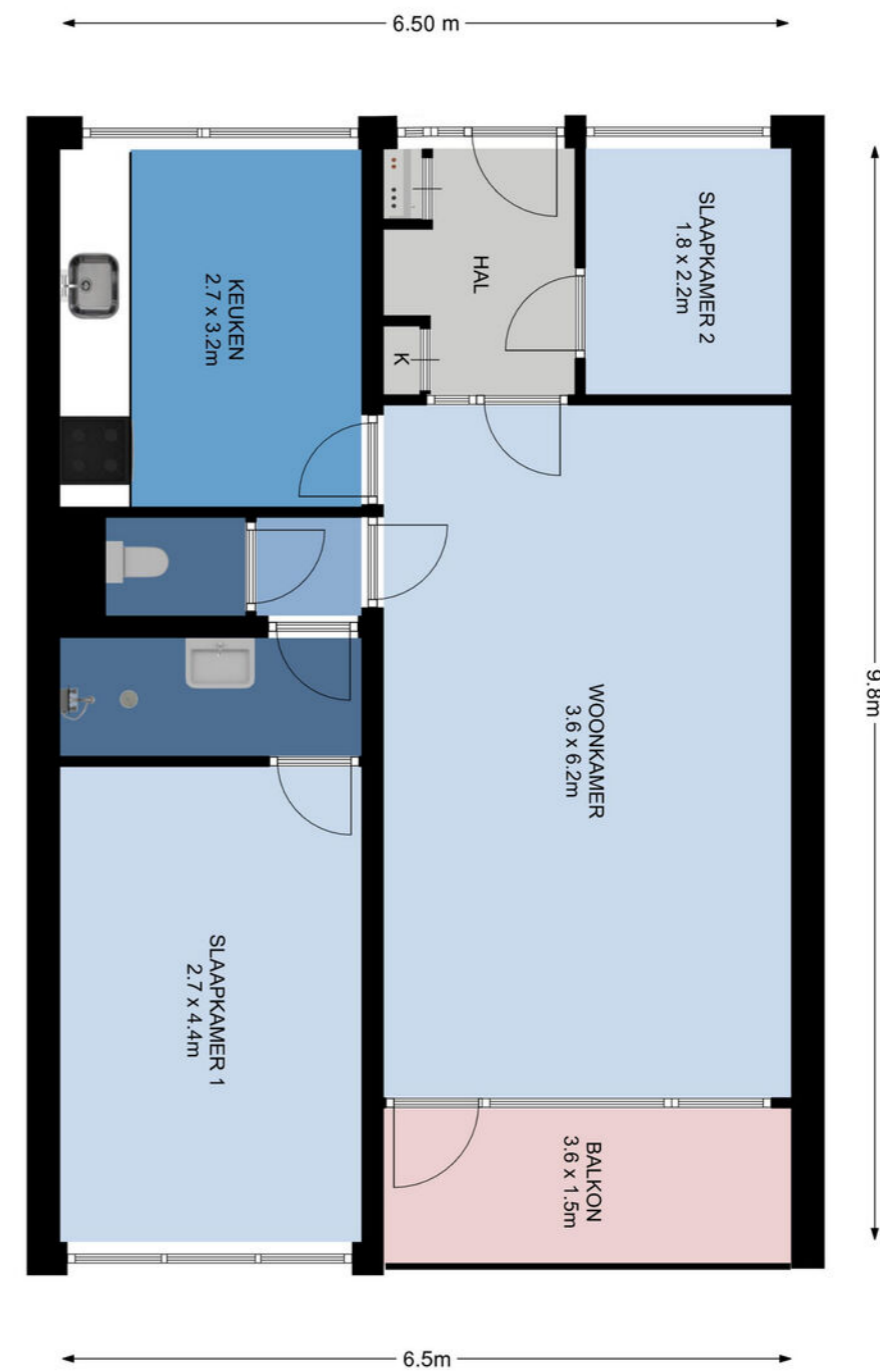 6.50 m
SLAAPKAMER 2
1.8 x 2.2m
HAL
KEUKEN
2.7 x 3.2m
K
9.8m
WOONKAMER
3.6 x 6.2m
SLAAPKAMER 1
2.7 x 4.4m
BALKON
3.6 x 1.5m
6.5m